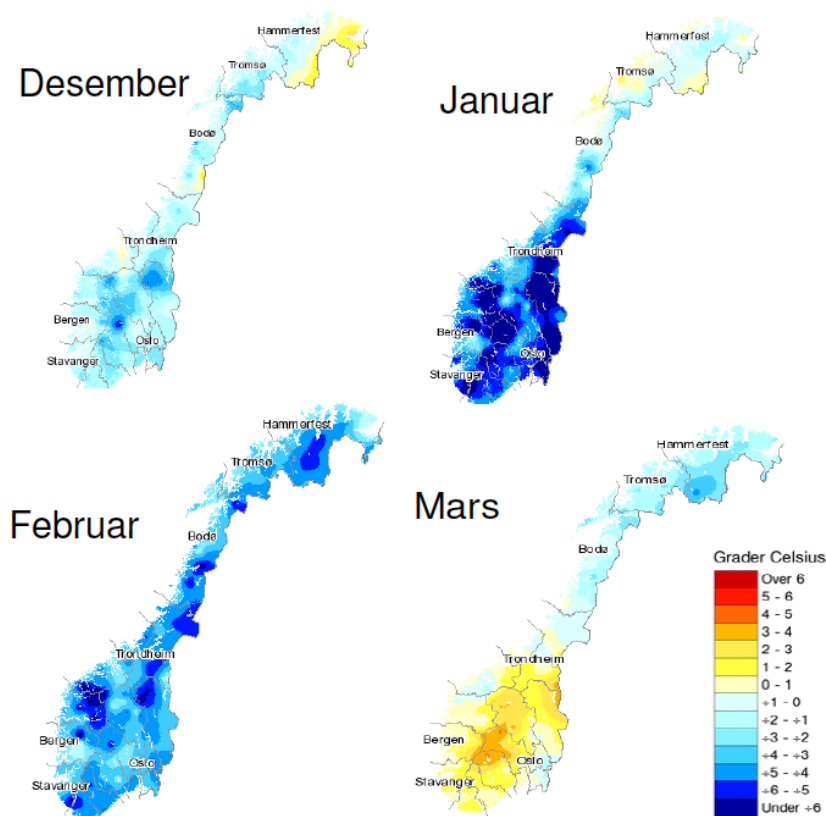 Hammerfest
Tromsø
Desember
Bodø
Trondheim
Bergen
Oslo
Stavanger
Hammerfest
Tromsø
Januar
Bodø
Trondheim
Bergen
Oslo
Stavanger
Hammerfest
Tromsø
Februar
Bodø
Trondheim
Bergen
Oslo
Stavanger
Hammerfest
Tromsø
Mars
Bodø
Trondheim
Bergen
Oslo
Stavanger
Grader Celsius
Over 6
5 - 6
4 - 5
3 - 4
2 - 3
1 - 2
0 - 1
÷1 - 0
÷2 - ÷1
÷3 - ÷2
÷4 - ÷3
÷5 - ÷4
÷6 - ÷5
Under ÷6